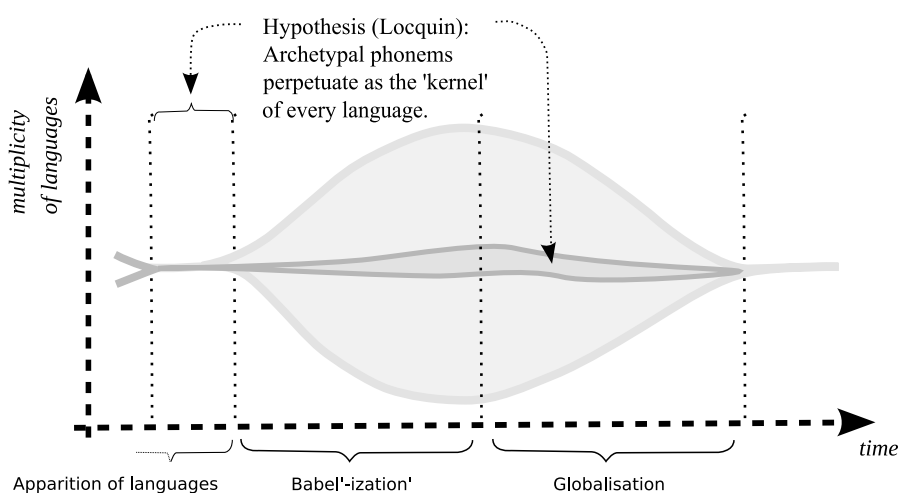 Hypothesis (Locquin):
Archetypal phonems
perpetuate as the 'kernel'
of every language.
multiplicity
of languages
time
Apparition of languages
Babel'-ization'
Globalisation